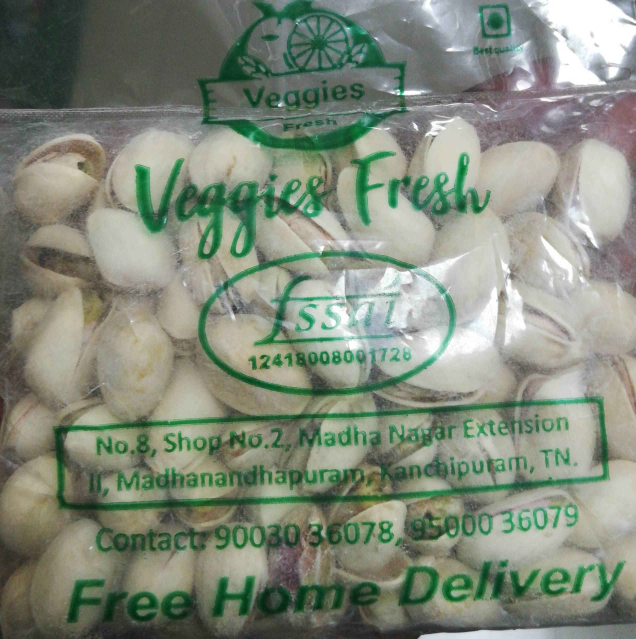 Veggies
Fresh
Best quality
Veggies Fresh
fssai
12418008001728
No.8, Shop No.2, Madha Nagar Extension
II, Madhanandhapuram, Kanchipuram, TN.
Contact: 90030 36078, 95000 36079
Free Home Delivery